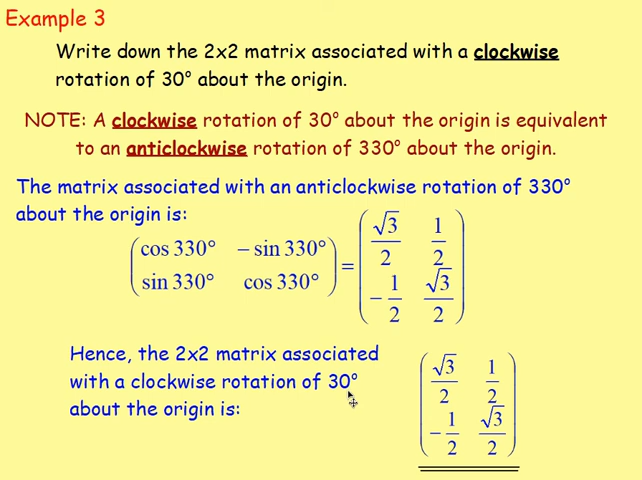 Example 3
Write down the 2x2 matrix associated with a clockwise
rotation of 30° about the origin.
NOTE: A clockwise rotation of 30° about the origin is equivalent
to an anticlockwise rotation of 330° about the origin.
The matrix associated with an anticlockwise rotation of 330°
about the origin is:
( cos 330° − sin 330° ) = ( √3/2 1/2 )
( sin 330° cos 330° ) ( −1/2 √3/2 )
Hence, the 2x2 matrix associated
with a clockwise rotation of 30°
about the origin is:
( √3/2 1/2 )
( −1/2 √3/2 )